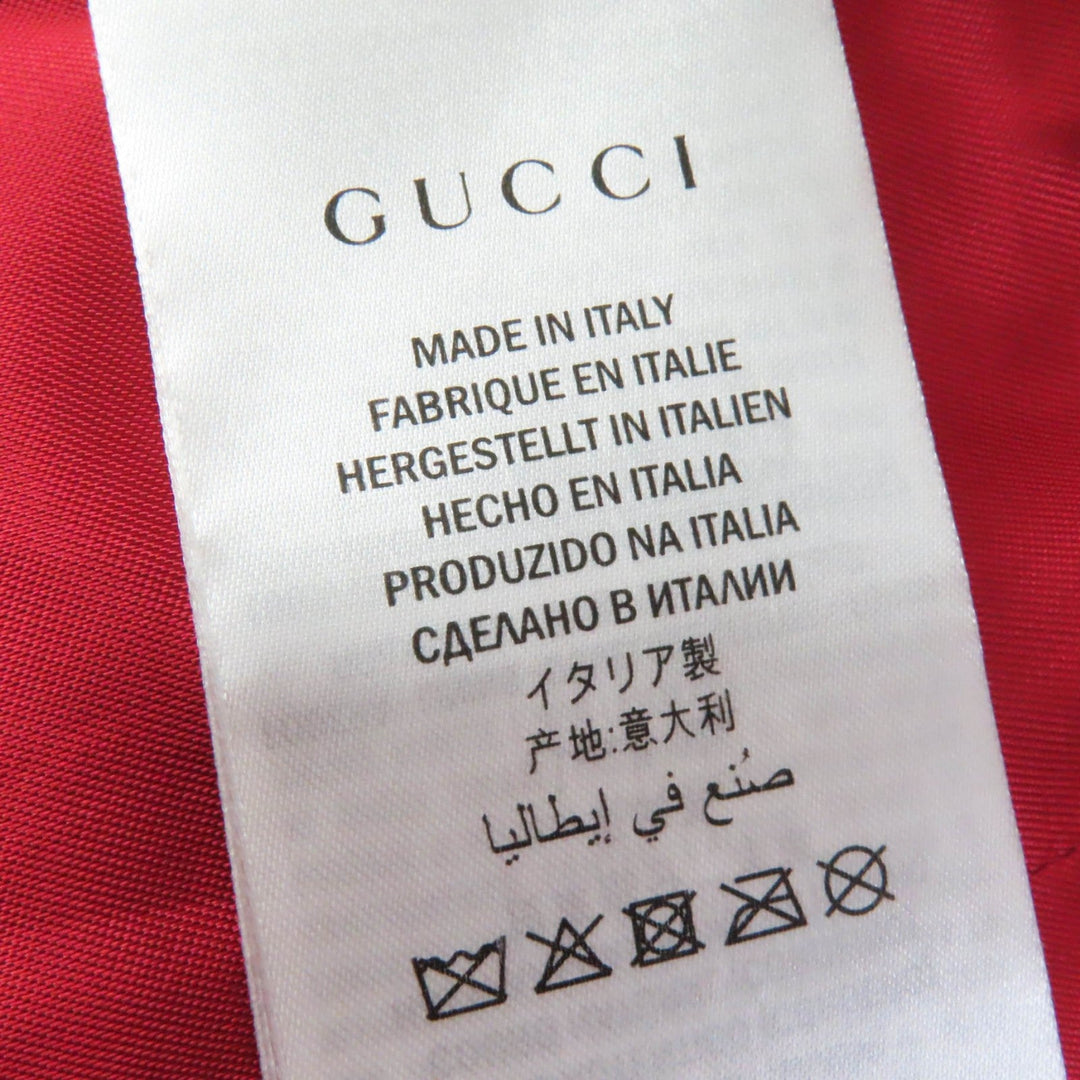 GUCCI
MADE IN ITALY
FABRIQUE EN ITALIE
HERGESTELLT IN ITALIEN
HECHO EN ITALIA
PRODUZIDO NA ITALIA
СДЕЛАНО В ИТАЛИИ
イタリア製
产地:意大利
صُنع في إيطاليا